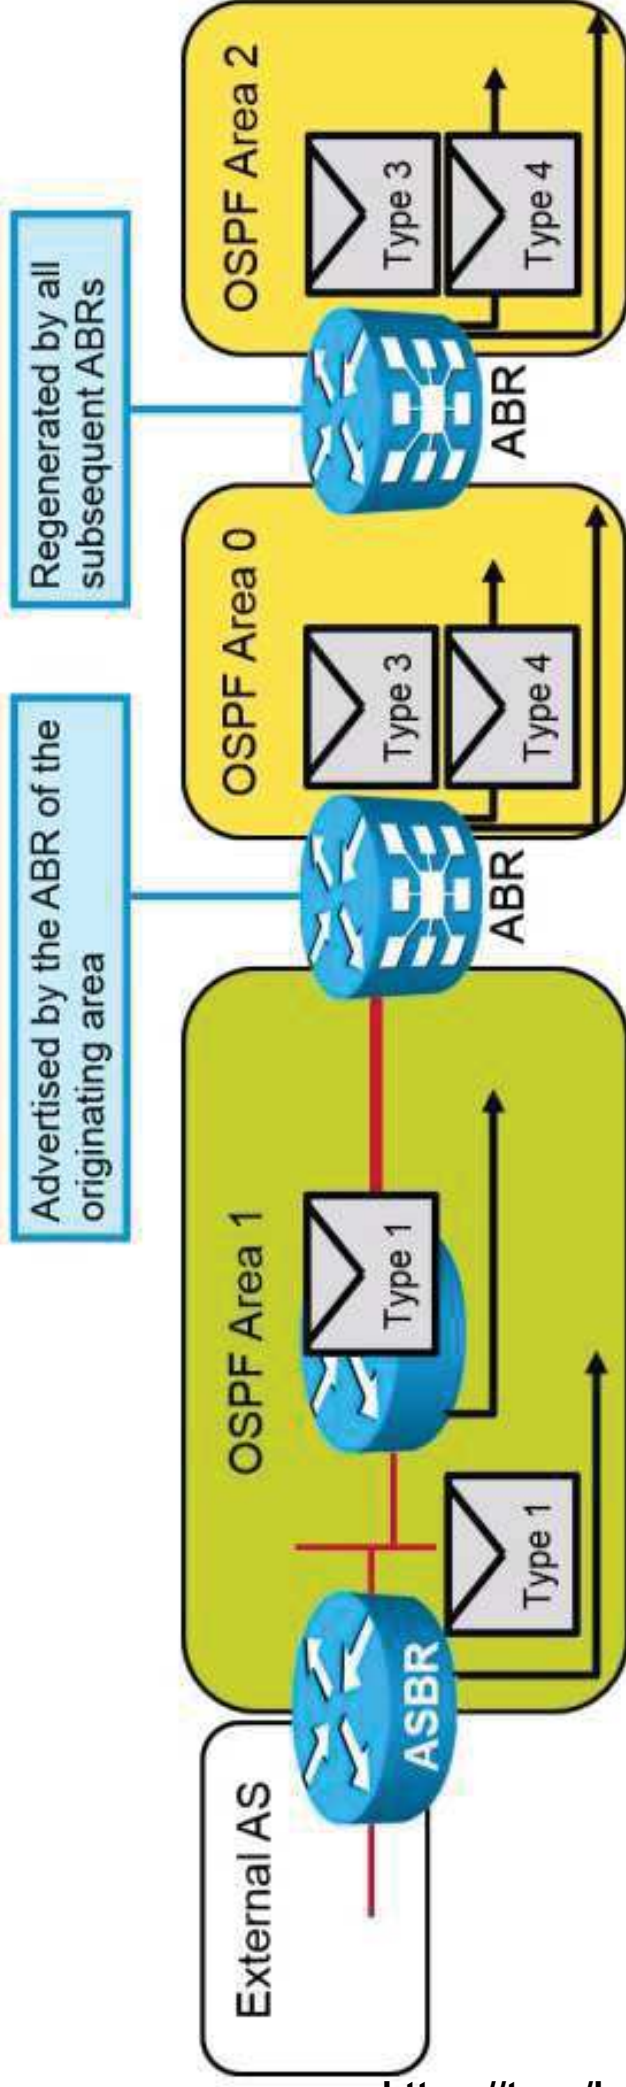 Advertised by the ABR of the
originating area
Regenerated by all
subsequent ABRs
External AS
OSPF Area 1
OSPF Area 0
OSPF Area 2
ASBR
Type 1
Type 1
ABR
Type 3
Type 4
ABR
Type 3
Type 4